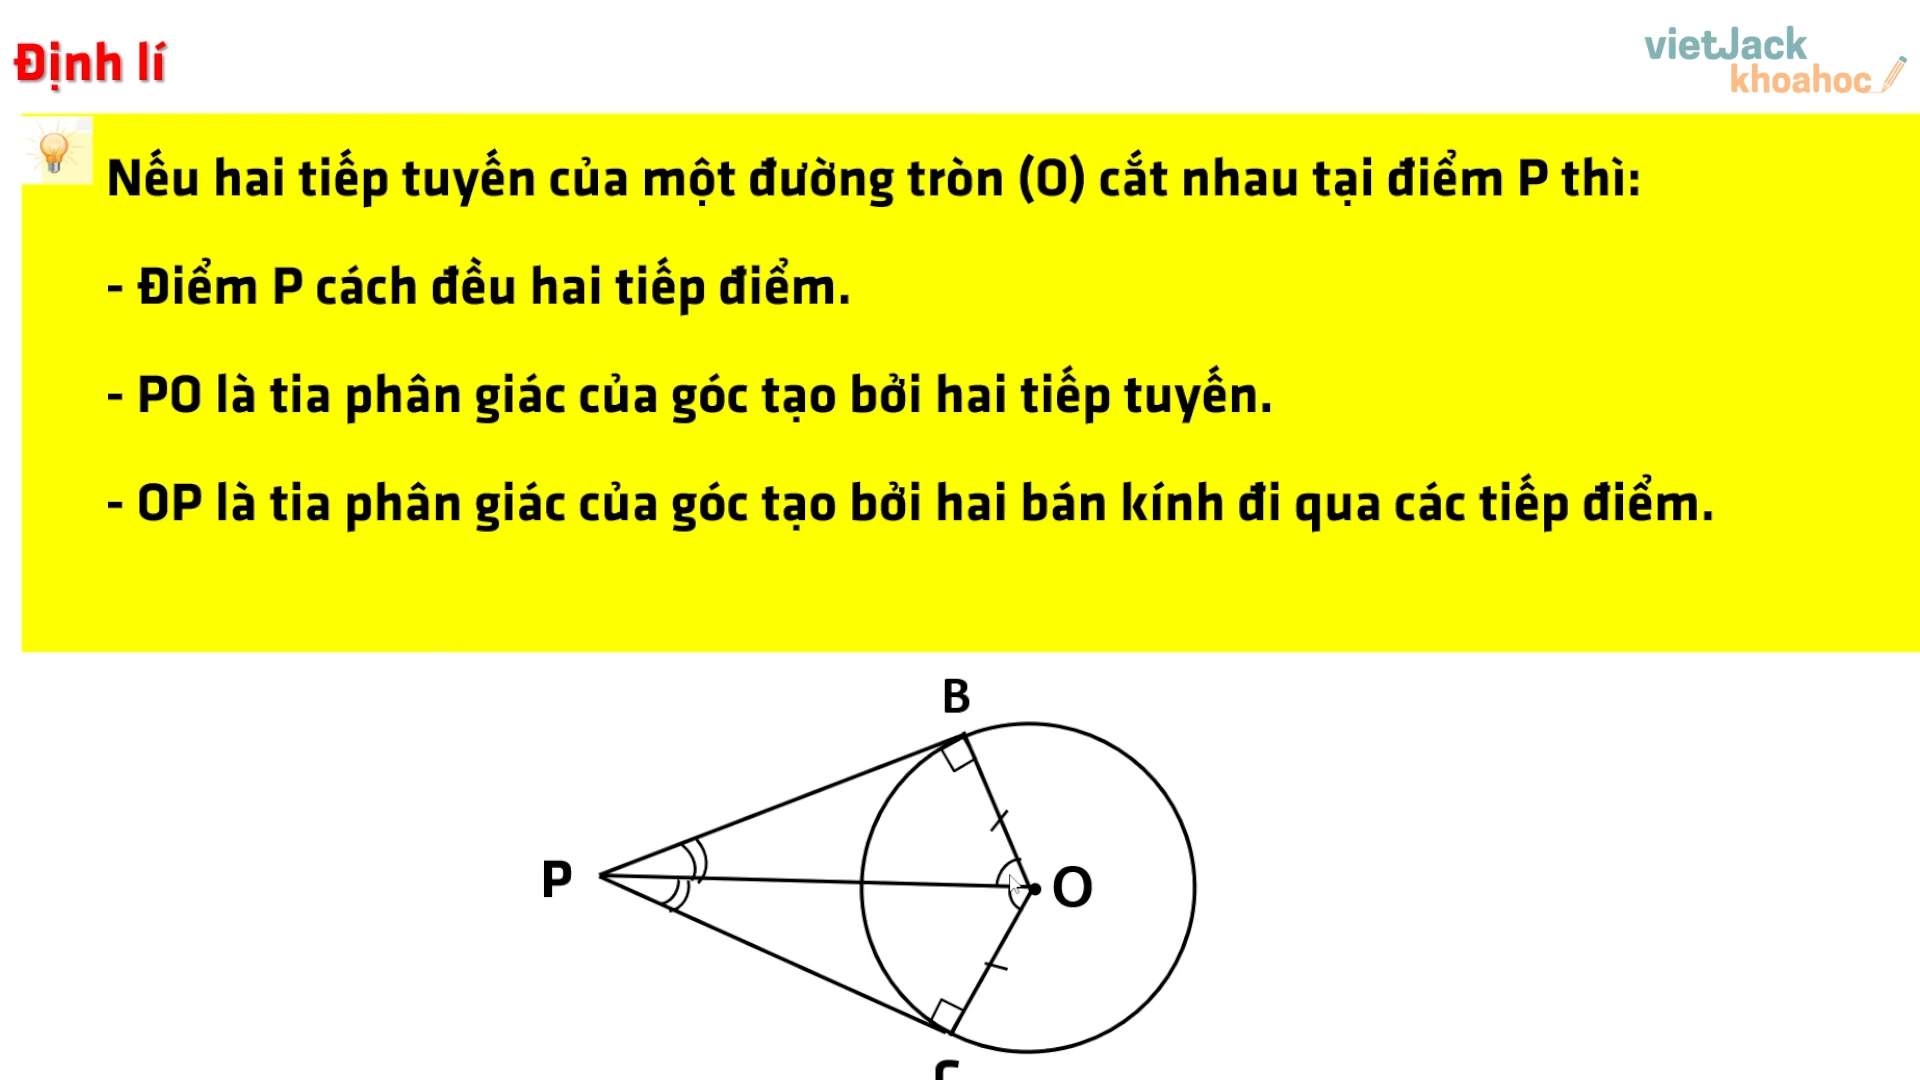 Định lí
vietJack
khoahoc
Nếu hai tiếp tuyến của một đường tròn (O) cắt nhau tại điểm P thì:
- Điểm P cách đều hai tiếp điểm.
- PO là tia phân giác của góc tạo bởi hai tiếp tuyến.
- OP là tia phân giác của góc tạo bởi hai bán kính đi qua các tiếp điểm.
B
P
O
C